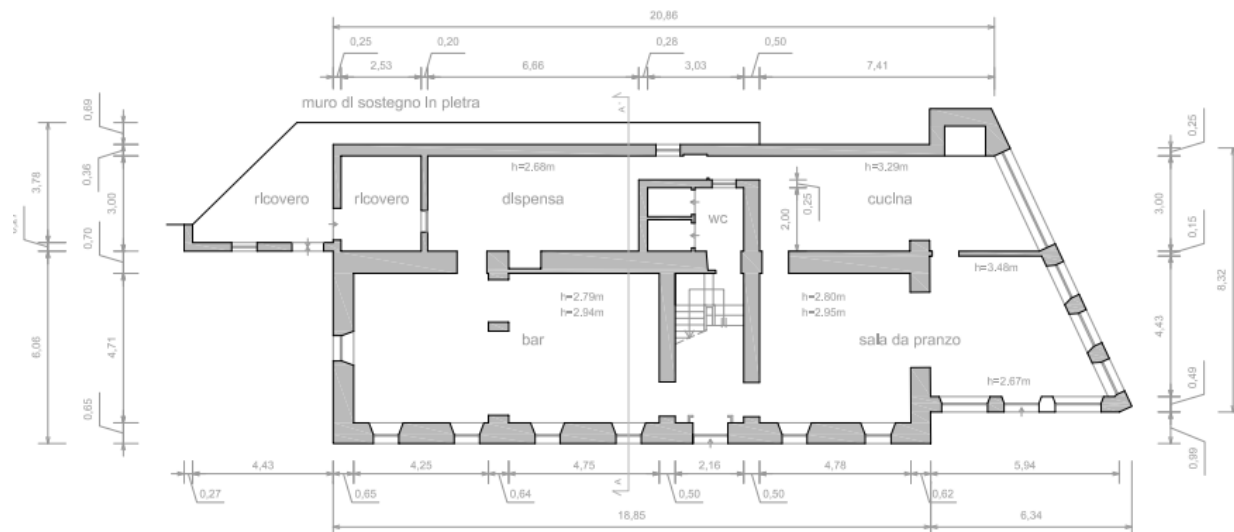 20,86
0,25 0,20 0,28 0,50
2,53 6,66 3,03 7,41
muro di sostegno in pietra
A'
0,69
0,36
3,78
3,00
0,70
6,06
4,71
0,65
h=2.68m
h=3.29m
ricovero ricovero dispensa wc cucina
2,00
0,25
h=3.48m
h=2.79m
h=2.94m
h=2.80m
h=2.95m
bar
sala da pranzo
h=2.67m
0,25
3,00
0,15
8,32
4,43
0,49
0,99
A
4,43 4,25 4,75 2,16 4,78 5,94
0,27 0,65 0,64 0,50 0,50 0,62
6,34
18,85